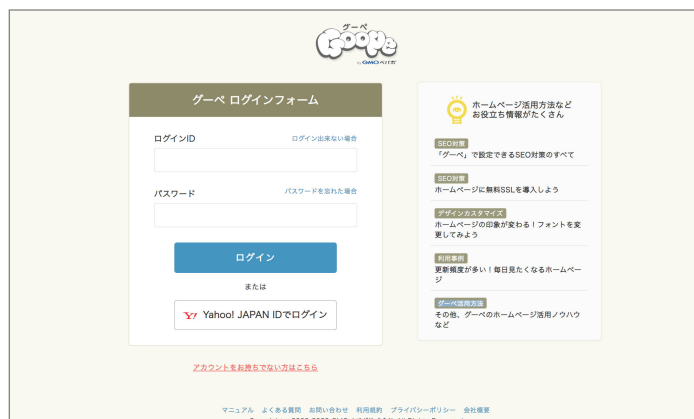 グーペ
Goope
by GMOペパボ
グーペ ログインフォーム
ログインID
ログイン出来ない場合
パスワード
パスワードを忘れた場合
ログイン
または
Y! Yahoo! JAPAN IDでログイン
アカウントをお持ちでない方はこちら
ホームページ活用方法など
お役立ち情報がたくさん
SEO対策
「グーペ」で設定できるSEO対策のすべて
SEO対策
ホームページに無料SSLを導入しよう
デザインカスタマイズ
ホームページの印象が変わる！フォントを変
更してみよう
利用事例
更新頻度が多い！毎日見たくなるホームペー
ジ
グーペ活用方法
その他、グーペのホームページ活用ノウハウ
など
マニュアル よくある質問 お問い合わせ 利用規約 プライバシーポリシー 会社概要